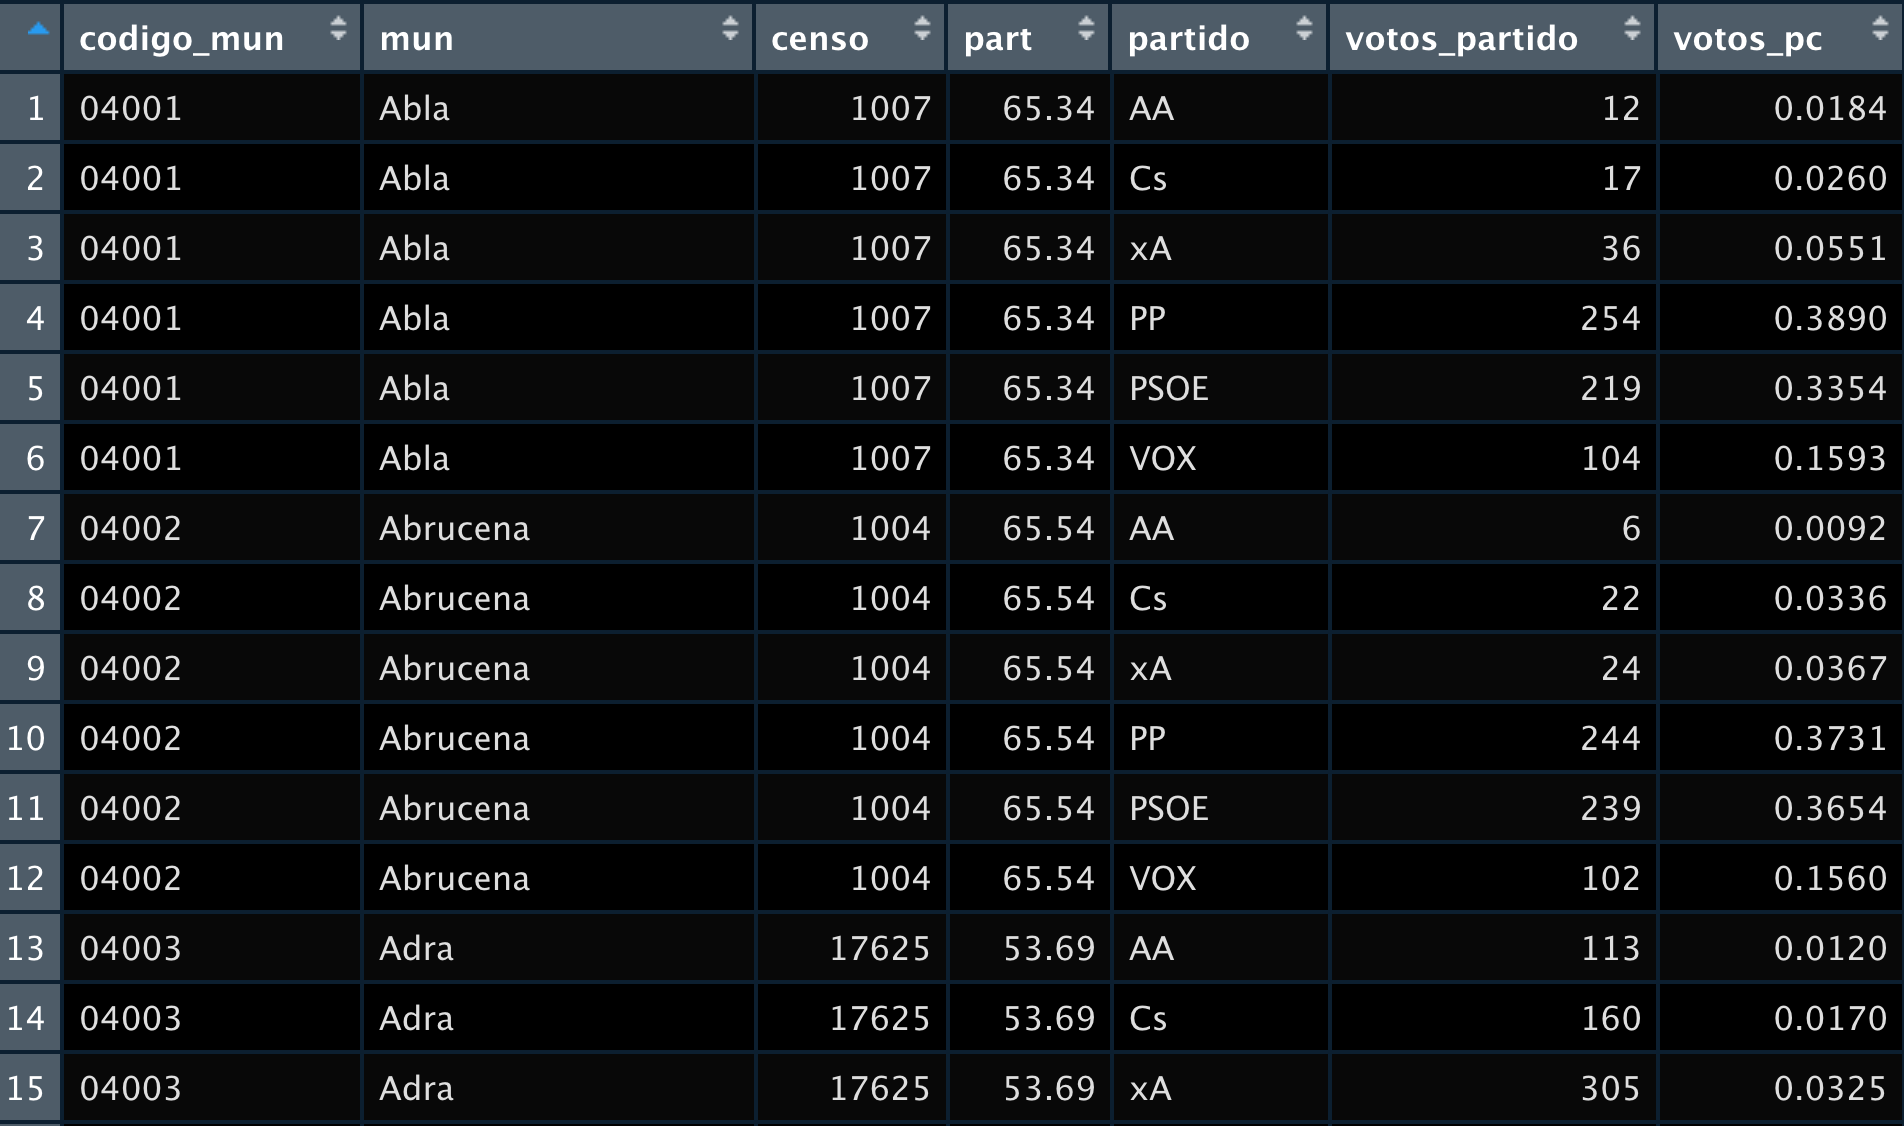 codigo_mun mun censo part partido votos_partido votos_pc
1 04001 Abla 1007 65.34 AA 12 0.0184
2 04001 Abla 1007 65.34 Cs 17 0.0260
3 04001 Abla 1007 65.34 xA 36 0.0551
4 04001 Abla 1007 65.34 PP 254 0.3890
5 04001 Abla 1007 65.34 PSOE 219 0.3354
6 04001 Abla 1007 65.34 VOX 104 0.1593
7 04002 Abrucena 1004 65.54 AA 6 0.0092
8 04002 Abrucena 1004 65.54 Cs 22 0.0336
9 04002 Abrucena 1004 65.54 xA 24 0.0367
10 04002 Abrucena 1004 65.54 PP 244 0.3731
11 04002 Abrucena 1004 65.54 PSOE 239 0.3654
12 04002 Abrucena 1004 65.54 VOX 102 0.1560
13 04003 Adra 17625 53.69 AA 113 0.0120
14 04003 Adra 17625 53.69 Cs 160 0.0170
15 04003 Adra 17625 53.69 xA 305 0.0325